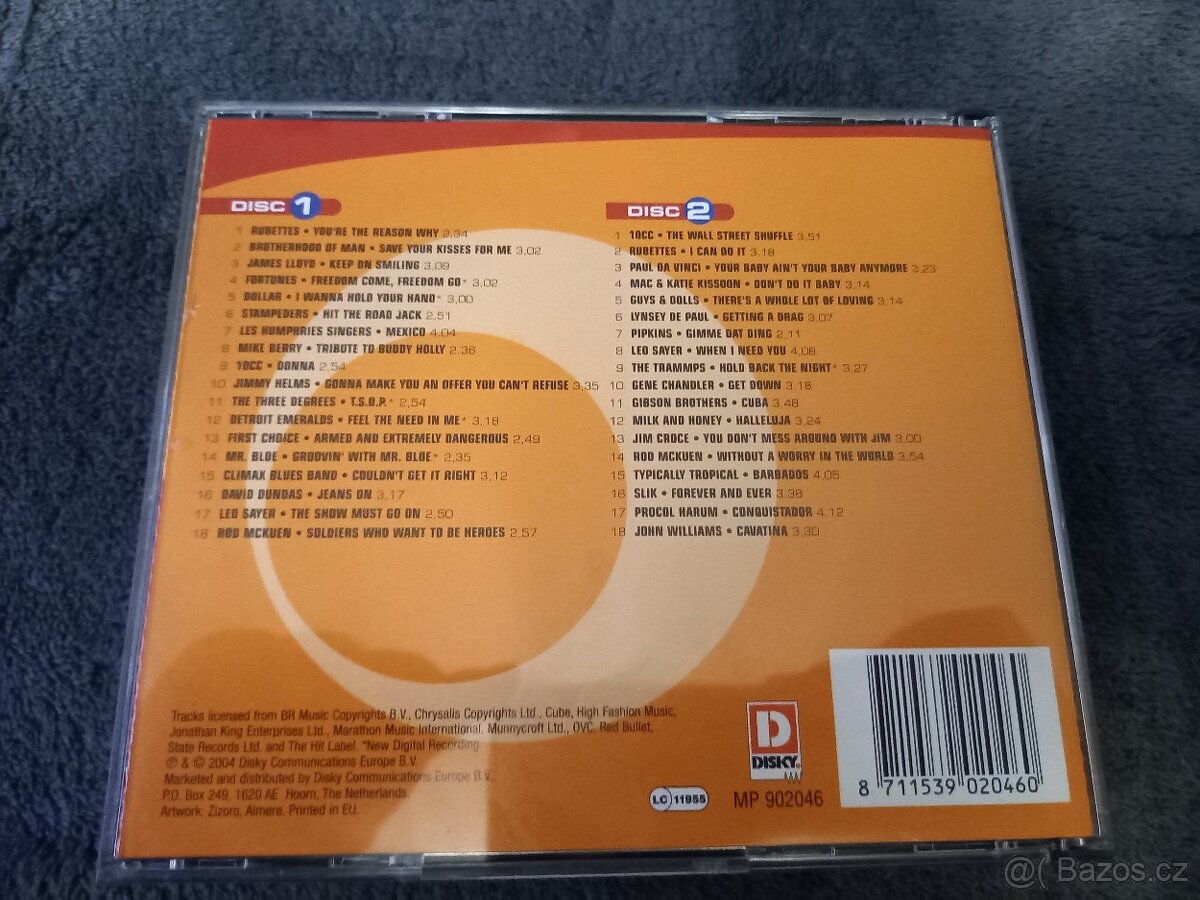 DISC 1
1 RUBETTES • YOU'RE THE REASON WHY 2,34
2 BROTHERHOOD OF MAN • SAVE YOUR KISSES FOR ME 3,02
3 JAMES LLOYD • KEEP ON SMILING 3,09
4 FORTUNES • FREEDOM COME, FREEDOM GO* 3,02
5 DOLLAR • I WANNA HOLD YOUR HAND* 3,00
6 STAMPEDERS • HIT THE ROAD JACK 2,51
7 LES HUMPHRIES SINGERS • MEXICO 4,04
8 MIKE BERRY • TRIBUTE TO BUDDY HOLLY 2,36
9 10CC • DONNA 2,54
10 JIMMY HELMS • GONNA MAKE YOU AN OFFER YOU CAN'T REFUSE 3,35
11 THE THREE DEGREES • T.S.O.P.* 2,54
12 DETROIT EMERALDS • FEEL THE NEED IN ME* 3,18
13 FIRST CHOICE • ARMED AND EXTREMELY DANGEROUS 2,49
14 MR. BLOE • GROOVIN' WITH MR. BLOE* 2,35
15 CLIMAX BLUES BAND • COULDN'T GET IT RIGHT 3,12
16 DAVID DUNDAS • JEANS ON 3,17
17 LEO SAYER • THE SHOW MUST GO ON 2,50
18 ROD MCKUEN • SOLDIERS WHO WANT TO BE HEROES 2,57
DISC 2
1 10CC • THE WALL STREET SHUFFLE 3,51
2 RUBETTES • I CAN DO IT 3,18
3 PAUL DA VINCI • YOUR BABY AIN'T YOUR BABY ANYMORE 3,23
4 MAC & KATIE KISSOON • DON'T DO IT BABY 3,14
5 GUYS & DOLLS • THERE'S A WHOLE LOT OF LOVING 3,14
6 LYNSEY DE PAUL • GETTING A DRAG 3,07
7 PIPKINS • GIMME DAT DING 2,11
8 LEO SAYER • WHEN I NEED YOU 4,08
9 THE TRAMMPS • HOLD BACK THE NIGHT* 3,27
10 GENE CHANDLER • GET DOWN 3,18
11 GIBSON BROTHERS • CUBA 3,48
12 MILK AND HONEY • HALLELUJA 3,24
13 JIM CROCE • YOU DON'T MESS AROUND WITH JIM 3,00
14 ROD MCKUEN • WITHOUT A WORRY IN THE WORLD 3,54
15 TYPICALLY TROPICAL • BARBADOS 4,05
16 SLIK • FOREVER AND EVER 3,38
17 PROCOL HARUM • CONQUISTADOR 4,12
18 JOHN WILLIAMS • CAVATINA 3,30
Tracks licensed from BR Music Copyrights B.V., Chrysalis Copyrights Ltd., Cube, High Fashion Music,
Jonathan King Enterprises Ltd., Marathon Music International, Munnycroft Ltd., OVC, Red Bullet,
State Records Ltd. and The Hit Label. *New Digital Recording
℗ & © 2004 Disky Communications Europe B.V.
Marketed and distributed by Disky Communications Europe B.V.
P.O. Box 249, 1620 AE Hoorn, The Netherlands.
Artwork: Zizoro, Almere. Printed in EU.
LC 11955
D
DISKY
MP 902046
8 711539 020460
@( Bazos.cz